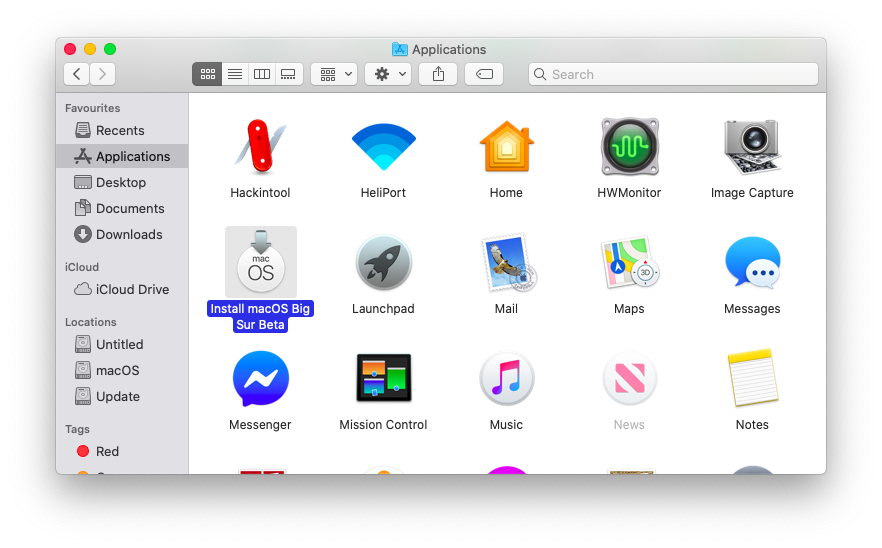 Applications
Search
Favourites
Recents
Applications
Desktop
Documents
Downloads
iCloud
iCloud Drive
Locations
Untitled
macOS
Update
Tags
Red
Hackintool
HeliPort
Home
HWMonitor
Image Capture
mac
OS
3D
Install macOS Big
Sur Beta
Launchpad
Mail
Maps
Messages
Messenger
Mission Control
Music
News
Notes